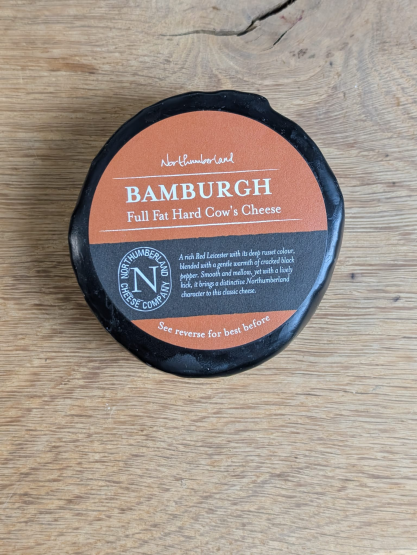 Northumberland
BAMBURGH
Full Fat Hard Cow's Cheese
NORTHUMBERLAND
CHEESE COMPANY
N
A rich Red Leicester with its deep russet colour,
blended with a gentle warmth of cracked black
pepper. Smooth and mellow, yet with a lively
kick, it brings a distinctive Northumberland
character to this classic cheese.
See reverse for best before